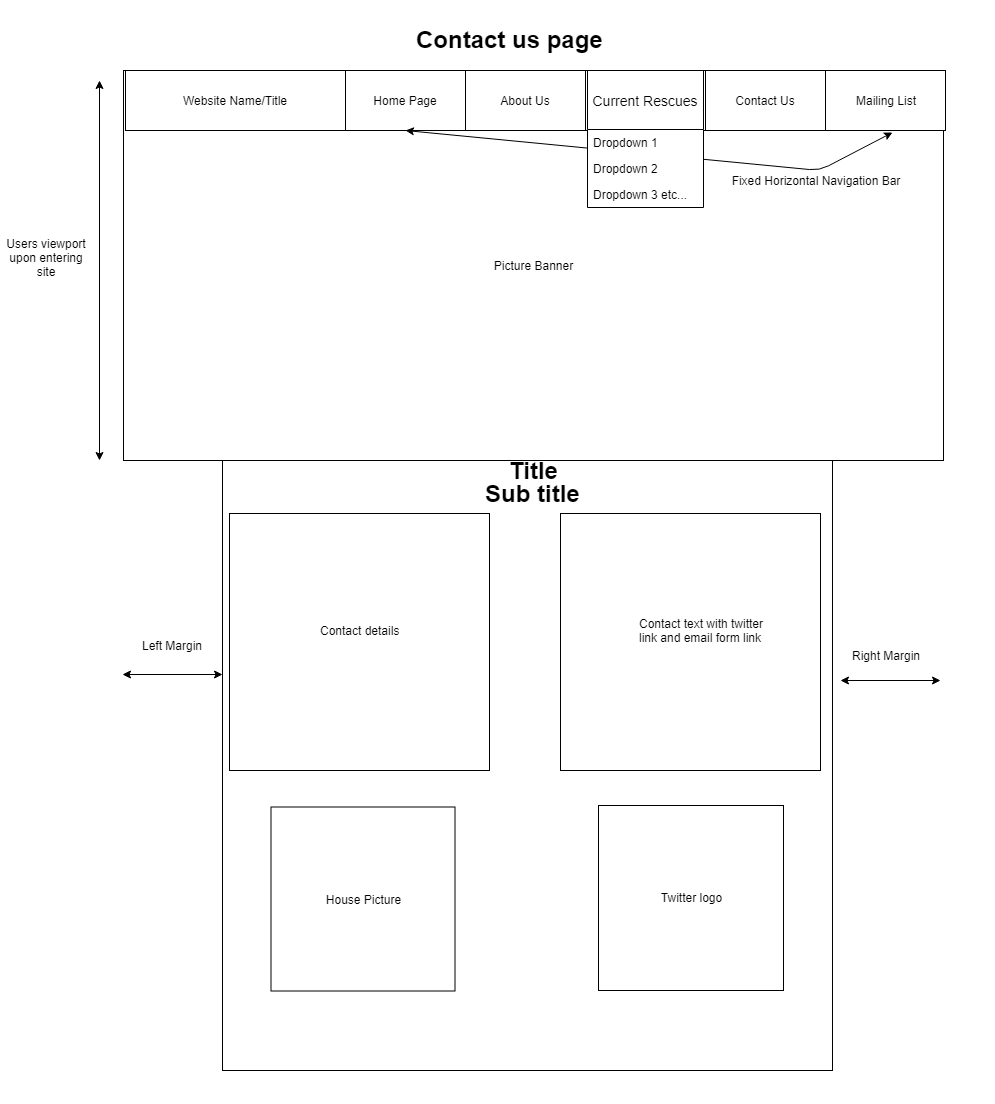 Contact us page
Website Name/Title
Home Page
About Us
Current Rescues
Contact Us
Mailing List
Dropdown 1
Dropdown 2
Dropdown 3 etc...
Fixed Horizontal Navigation Bar
Users viewport
upon entering
site
Picture Banner
Title
Sub title
Contact details
Contact text with twitter
link and email form link
Left Margin
Right Margin
House Picture
Twitter logo